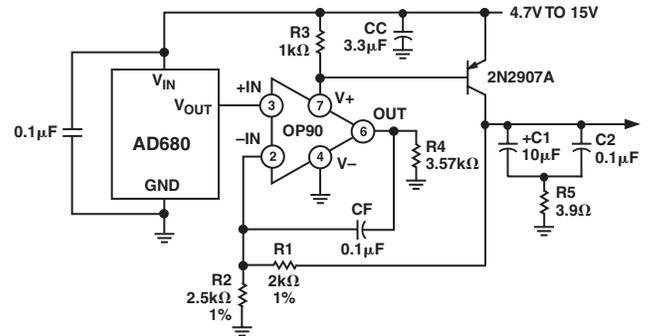 4.7V TO 15V
R3
1kΩ
CC
3.3µF
2N2907A
VIN
VOUT
AD680
GND
0.1µF
+IN
3
7
V+
OP90
OUT
6
–IN
2
4
V–
R4
3.57kΩ
+C1
10µF
C2
0.1µF
R5
3.9Ω
CF
0.1µF
R1
2kΩ
1%
R2
2.5kΩ
1%